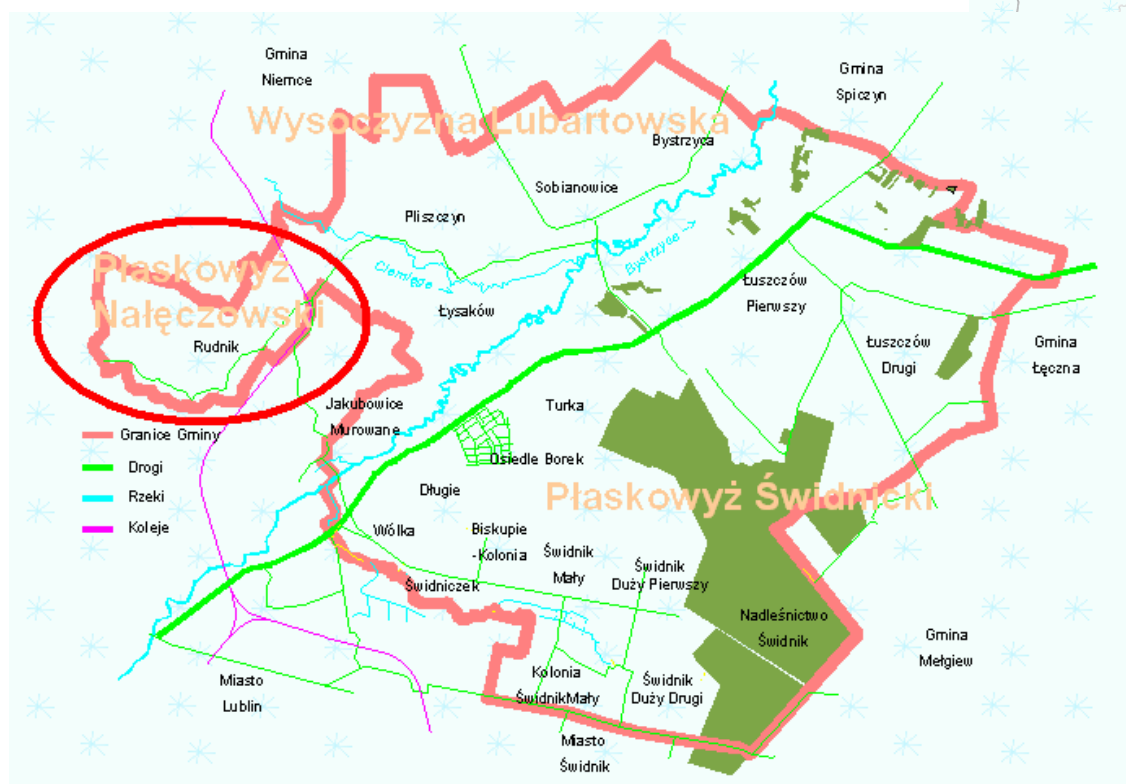 Gmina
Niemce
Gmina
Spiczyn
Wysoczyzna Lubartowska
Bystrzyca
Sobianowice
Pliszczyn
Bystrzyca -->
Ciemięga
Płaskowyż
Nałęczowski
Łuszczów
Pierwszy
Łysaków
Rudnik
Łuszczów
Drugi
Gmina
Łęczna
Jakubowice
Murowane
Turka
Granice Gminy
Drogi
Rzeki
Koleje
Osiedle Borek
Długie
Płaskowyż Świdnicki
Wólka
Biskupie
-Kolonia
Świdnik
Mały
Świdnik
Duży Pierwszy
Świdniczek
Nadleśnictwo
Świdnik
Gmina
Mełgiew
Kolonia
ŚwidnikMały
Świdnik
Duży Drugi
Miasto
Lublin
Miasto
Świdnik